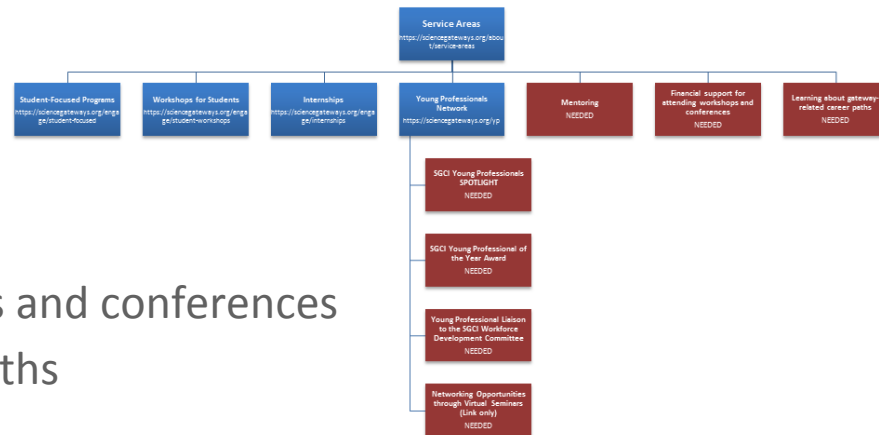 Service Areas
https://sciencegateways.org/abou
t/service-areas
Student-Focused Programs
https://sciencegateways.org/enga
ge/student-focused
Workshops for Students
https://sciencegateways.org/enga
ge/student-workshops
Internships
https://sciencegateways.org/enga
ge/internships
Young Professionals
Network
https://sciencegateways.org/yp
Mentoring
NEEDED
Financial support for
attending workshops and
conferences
NEEDED
Learning about gateway-
related career paths
NEEDED
SGCI Young Professionals
SPOTLIGHT
NEEDED
SGCI Young Professional of
the Year Award
NEEDED
Young Professional Liaison
to the SGCI Workforce
Development Committee
NEEDED
Networking Opportunities
through Virtual Seminars
(Link only)
NEEDED
s and conferences
ths